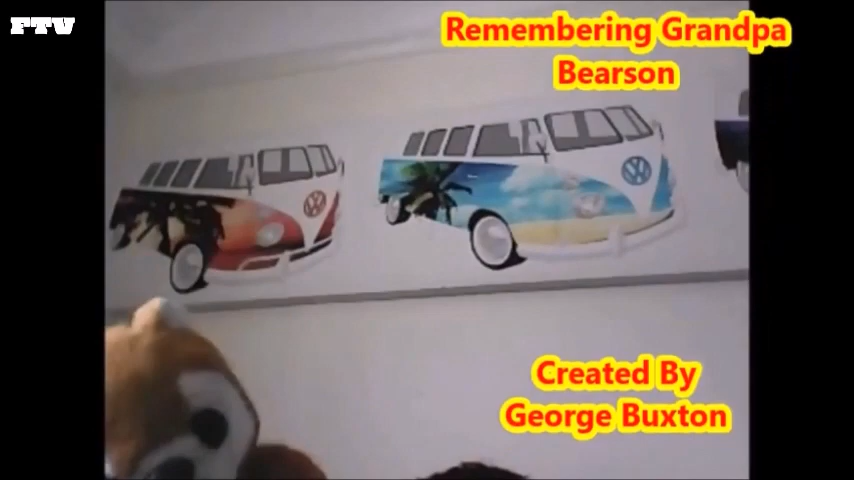 FTV
Remembering Grandpa
Bearson
Created By
George Buxton